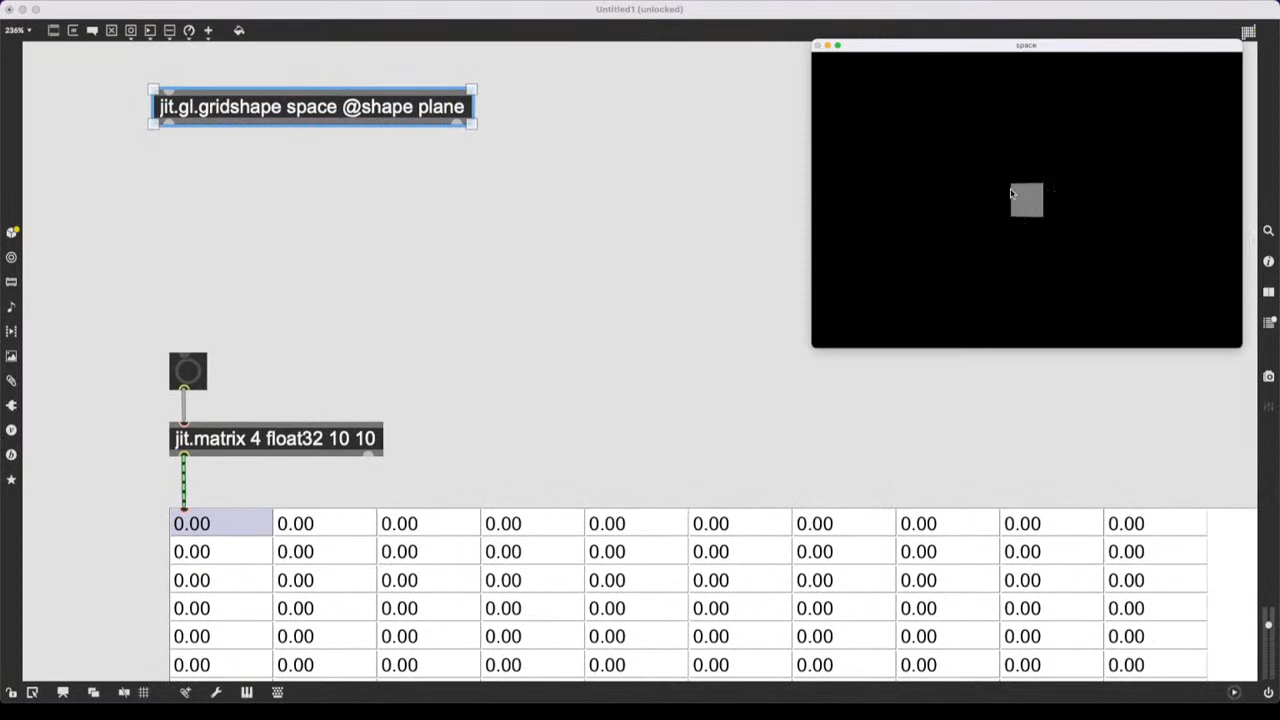 Untitled1 (unlocked)
236%
space
jit.gl.gridshape space @shape plane
jit.matrix 4 float32 10 10
0.00 0.00 0.00 0.00 0.00 0.00 0.00 0.00 0.00 0.00
0.00 0.00 0.00 0.00 0.00 0.00 0.00 0.00 0.00 0.00
0.00 0.00 0.00 0.00 0.00 0.00 0.00 0.00 0.00 0.00
0.00 0.00 0.00 0.00 0.00 0.00 0.00 0.00 0.00 0.00
0.00 0.00 0.00 0.00 0.00 0.00 0.00 0.00 0.00 0.00
0.00 0.00 0.00 0.00 0.00 0.00 0.00 0.00 0.00 0.00